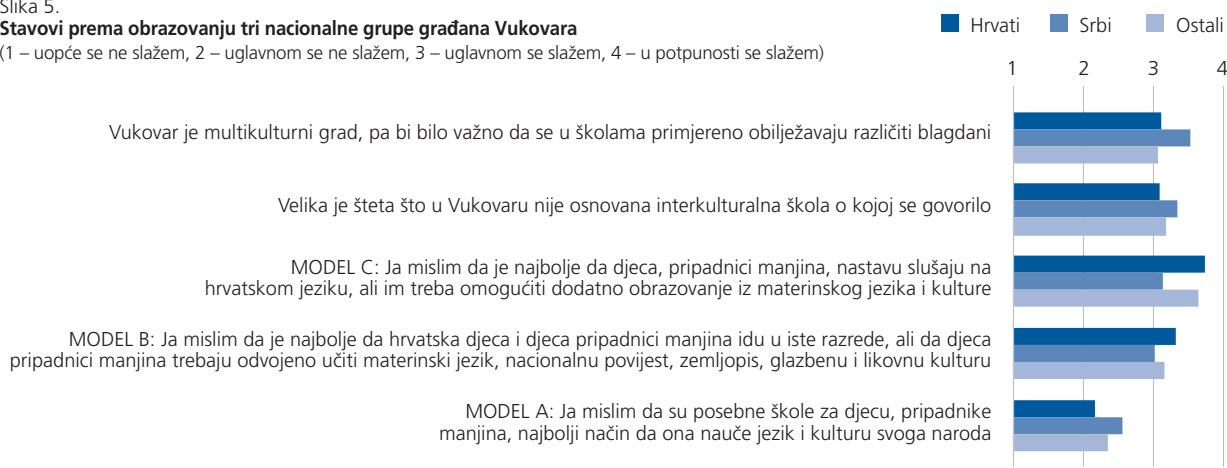 Slika 5.
Stavovi prema obrazovanju tri nacionalne grupe građana Vukovara
(1 – uopće se ne slažem, 2 – uglavnom se ne slažem, 3 – uglavnom se slažem, 4 – u potpunosti se slažem)
Hrvati Srbi Ostali
1 2 3 4
Vukovar je multikulturni grad, pa bi bilo važno da se u školama primjereno obilježavaju različiti blagdani
Velika je šteta što u Vukovaru nije osnovana interkulturalna škola o kojoj se govorilo
MODEL C: Ja mislim da je najbolje da djeca, pripadnici manjina, nastavu slušaju na
hrvatskom jeziku, ali im treba omogućiti dodatno obrazovanje iz materinskog jezika i kulture
MODEL B: Ja mislim da je najbolje da hrvatska djeca i djeca pripadnici manjina idu u iste razrede, ali da djeca
pripadnici manjina trebaju odvojeno učiti materinski jezik, nacionalnu povijest, zemljopis, glazbenu i likovnu kulturu
MODEL A: Ja mislim da su posebne škole za djecu, pripadnike
manjina, najbolji način da ona nauče jezik i kulturu svoga naroda